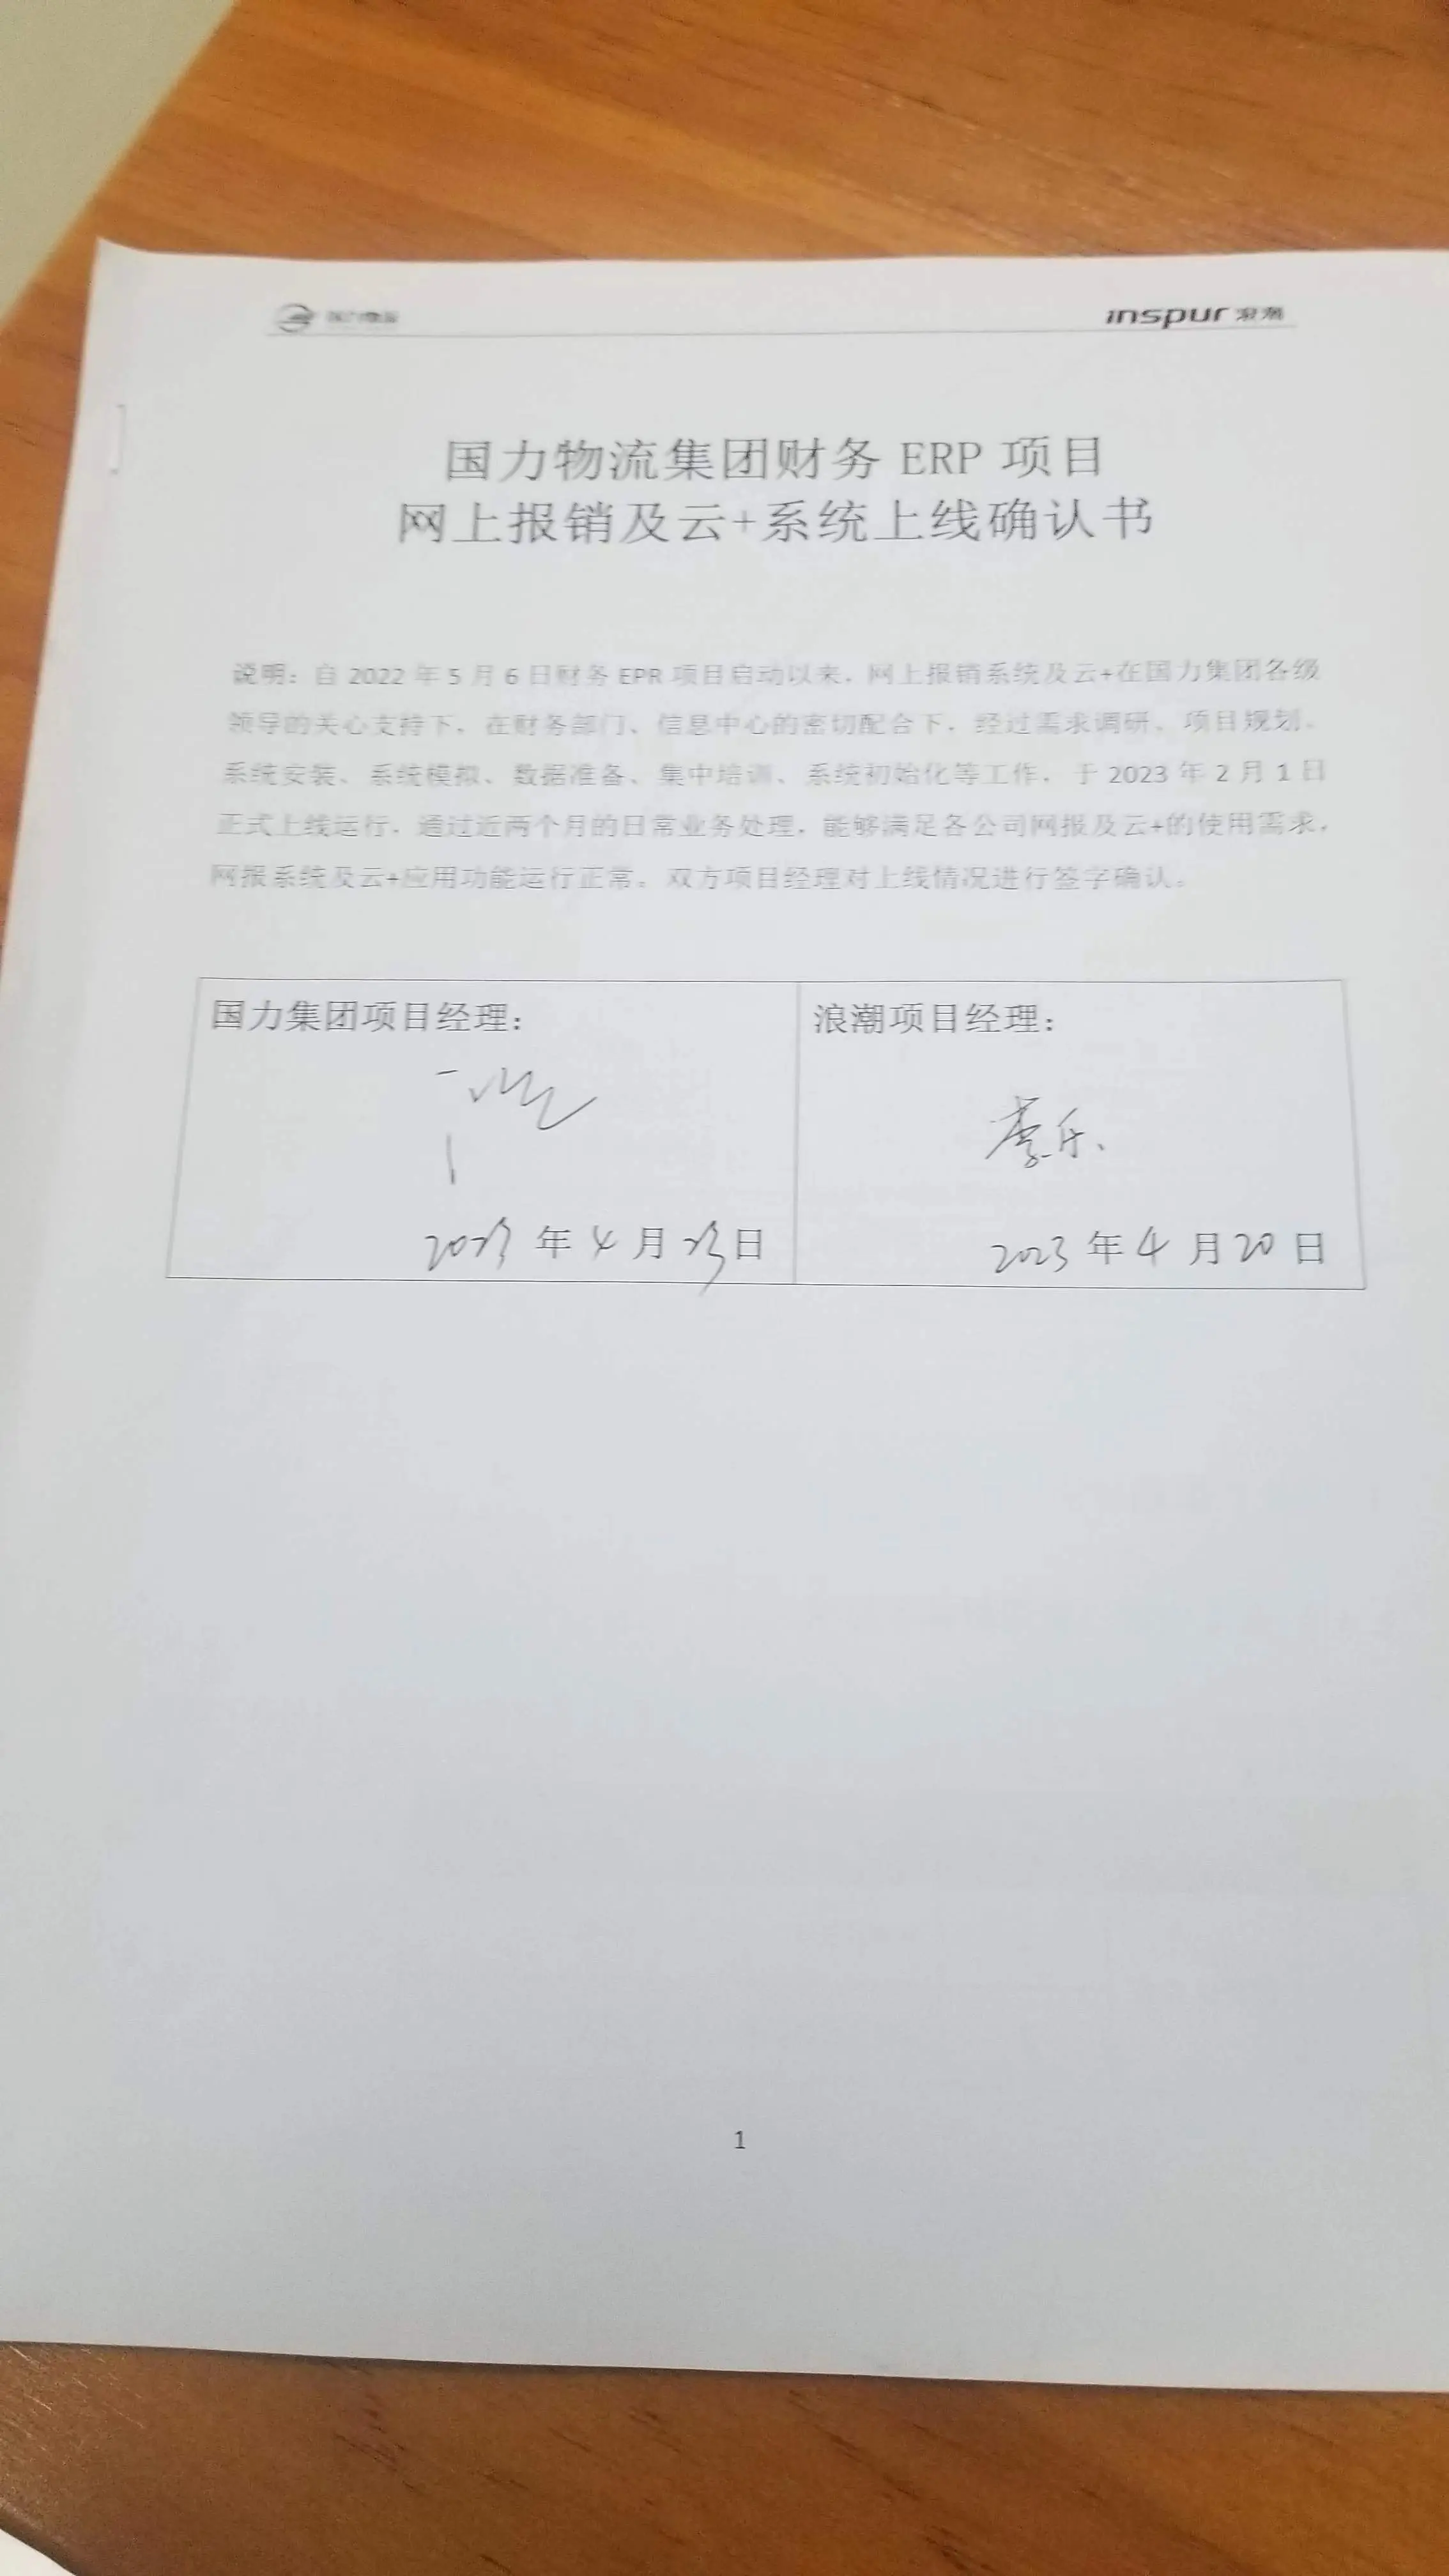 国力物流
inspur 浪潮
国力物流集团财务 ERP 项目
网上报销及云+系统上线确认书
说明：自 2022 年 5 月 6 日财务 EPR 项目启动以来，网上报销系统及云+在国力集团各级
领导的关心支持下，在财务部门、信息中心的密切配合下，经过需求调研、项目规划、
系统安装、系统模拟、数据准备、集中培训、系统初始化等工作，于 2023 年 2 月 1 日
正式上线运行，通过近两个月的日常业务处理，能够满足各公司网报及云+的使用需求，
网报系统及云+应用功能运行正常。双方项目经理对上线情况进行签字确认。
国力集团项目经理：
2023 年 4 月 23 日
浪潮项目经理：
李乐
2023 年 4 月 20 日
1